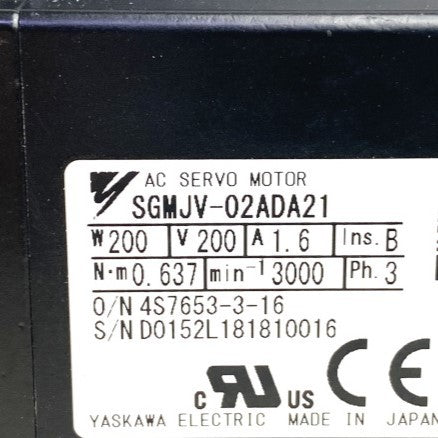 AC SERVO MOTOR
SGMJV-02ADA21
W 200 V 200 A 1.6 Ins. B
N·m 0.637 min-1 3000 Ph. 3
O/N 4S7653-3-16
S/N D0152L181810016
c RU US CE
YASKAWA ELECTRIC MADE IN JAPAN